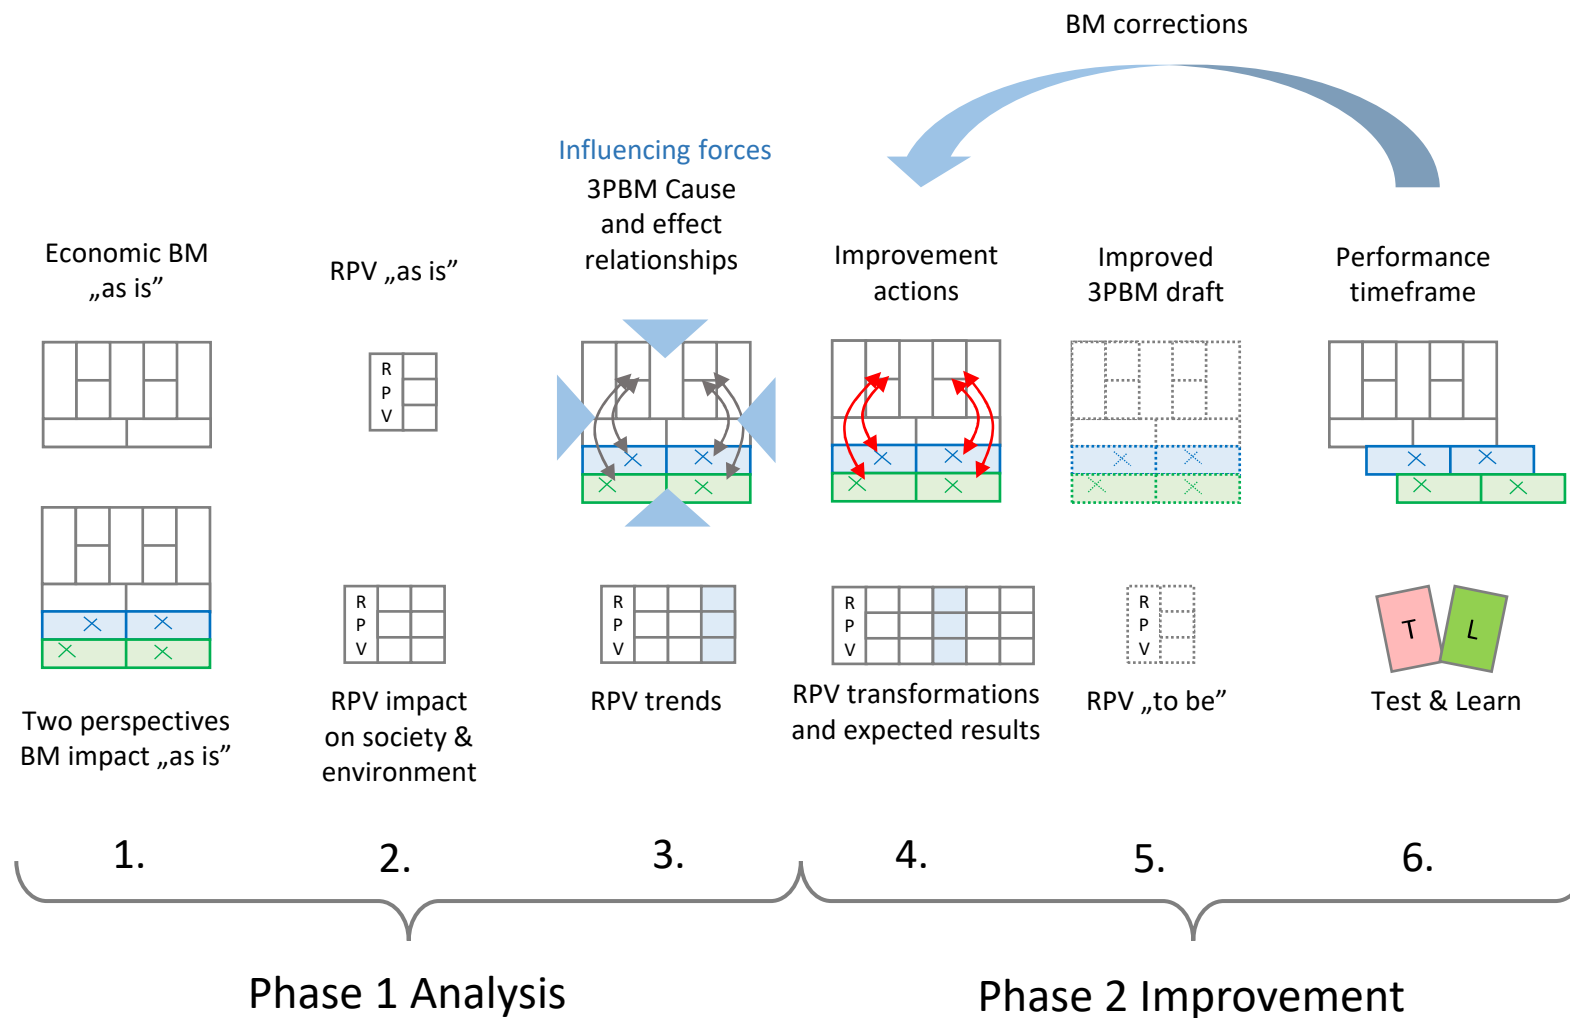 BM corrections
Influencing forces
3PBM Cause
and effect
relationships
Economic BM
„as is”
RPV „as is”
Improvement
actions
Improved
3PBM draft
Performance
timeframe
R
P
V
R
P
V
R
P
V
R
P
V
R
P
V
T
L
Two perspectives
BM impact „as is”
RPV impact
on society &
environment
RPV trends
RPV transformations
and expected results
RPV „to be”
Test & Learn
1.
2.
3.
4.
5.
6.
Phase 1 Analysis
Phase 2 Improvement